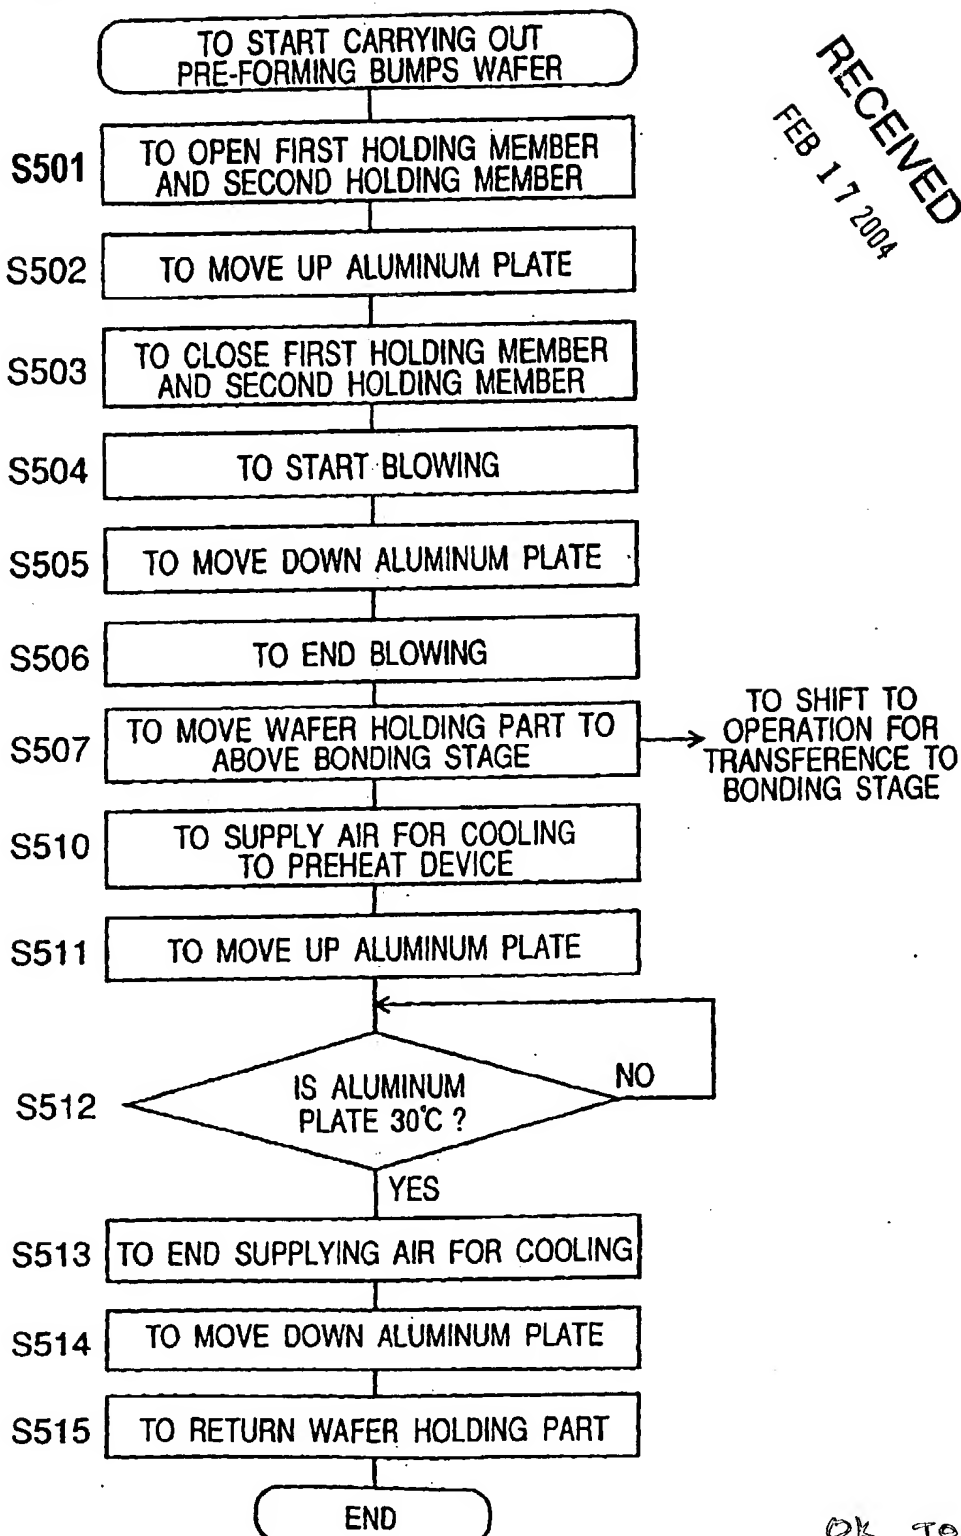 TO START CARRYING OUT
PRE-FORMING BUMPS WAFER
RECEIVED
FEB 17 2004
S501
TO OPEN FIRST HOLDING MEMBER
AND SECOND HOLDING MEMBER
S502
TO MOVE UP ALUMINUM PLATE
S503
TO CLOSE FIRST HOLDING MEMBER
AND SECOND HOLDING MEMBER
S504
TO START BLOWING
S505
TO MOVE DOWN ALUMINUM PLATE
S506
TO END BLOWING
S507
TO MOVE WAFER HOLDING PART TO
ABOVE BONDING STAGE
TO SHIFT TO
OPERATION FOR
TRANSFERENCE TO
BONDING STAGE
S510
TO SUPPLY AIR FOR COOLING
TO PREHEAT DEVICE
S511
TO MOVE UP ALUMINUM PLATE
S512
IS ALUMINUM
PLATE 30°C ?
NO
YES
S513
TO END SUPPLYING AIR FOR COOLING
S514
TO MOVE DOWN ALUMINUM PLATE
S515
TO RETURN WAFER HOLDING PART
END
OK TO